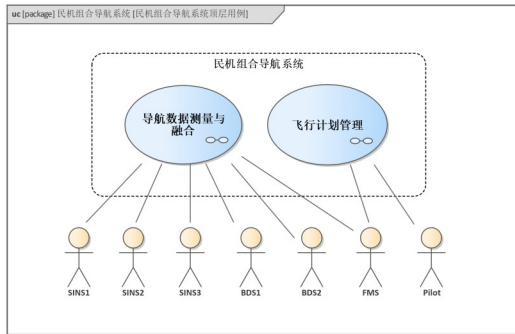 uc [package] 民机组合导航系统 [民机组合导航系统顶层用例]
民机组合导航系统
导航数据测量与
融合
飞行计划管理
SINS1 SINS2 SINS3 BDS1 BDS2 FMS Pilot